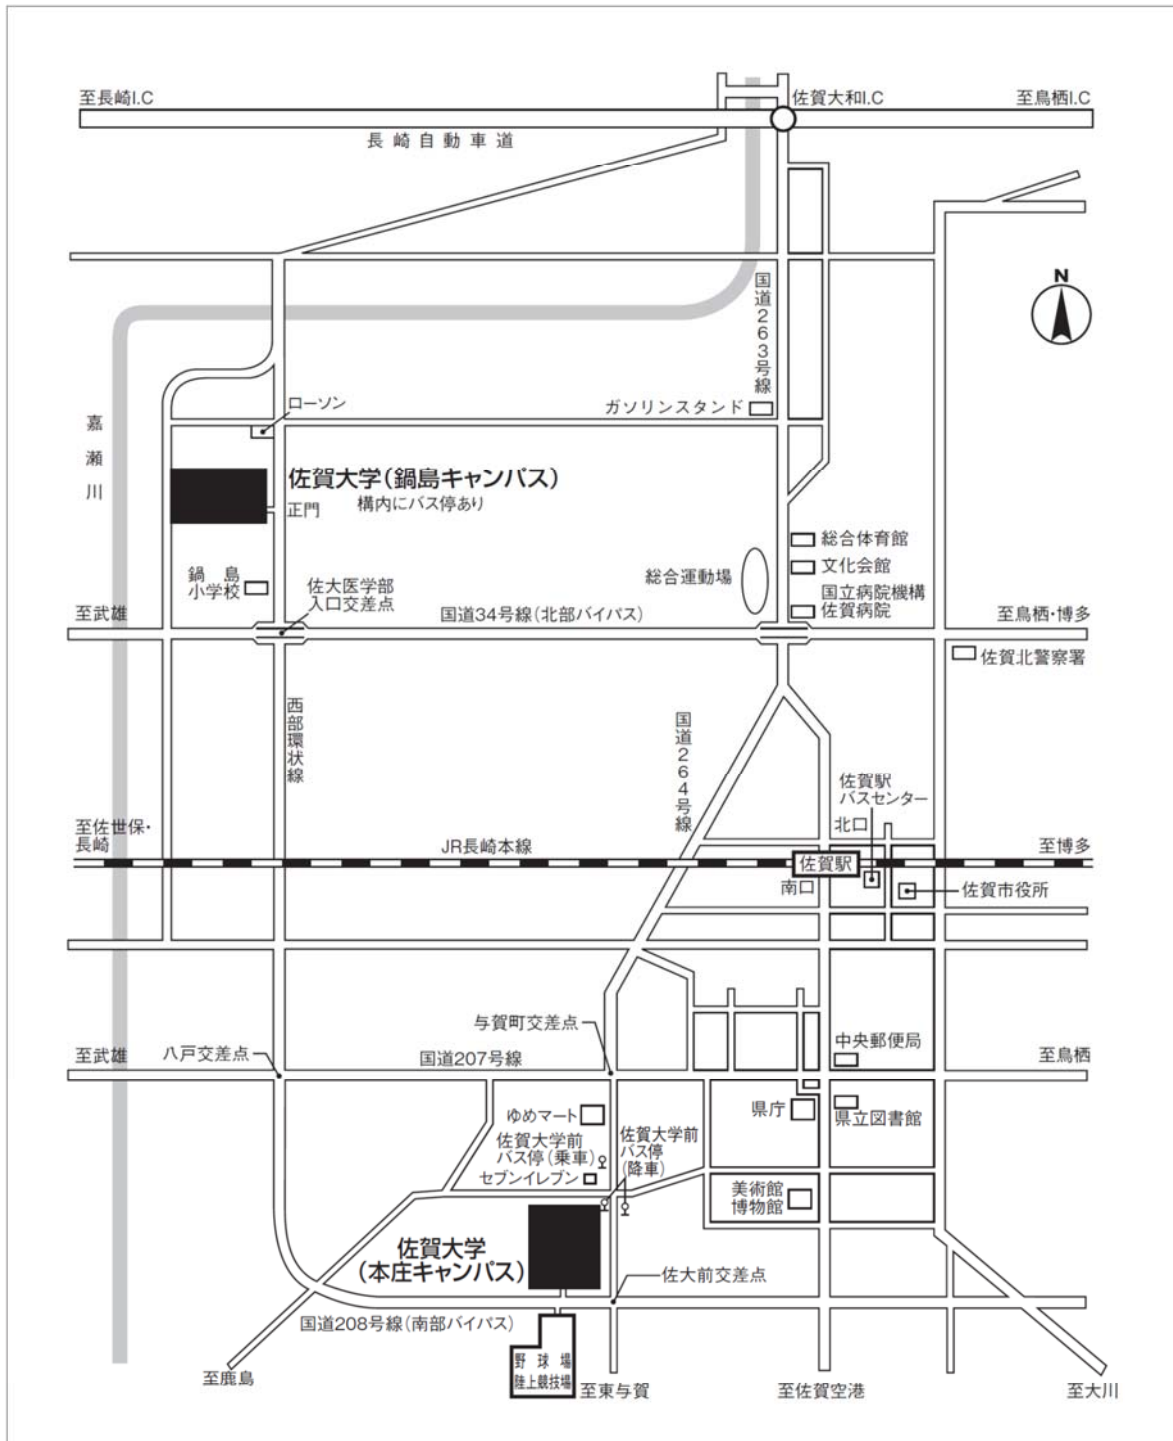 至長崎I.C
佐賀大和I.C
至鳥栖I.C
長崎自動車道
N
国道263号線
嘉瀬川
ローソン
ガソリンスタンド
佐賀大学(鍋島キャンパス)
正門
構内にバス停あり
総合体育館
文化会館
国立病院機構
佐賀病院
総合運動場
鍋島
小学校
佐大医学部
入口交差点
至武雄
国道34号線(北部バイパス)
至鳥栖・博多
佐賀北警察署
西部環状線
国道264号線
佐賀駅
バスセンター
北口
至佐世保・
長崎
JR長崎本線
佐賀駅
至博多
南口
佐賀市役所
与賀町交差点
至武雄
八戸交差点
国道207号線
中央郵便局
至鳥栖
ゆめマート
県庁
県立図書館
佐賀大学前
バス停(乗車)
佐賀大学前
バス停
(降車)
セブンイレブン
美術館
博物館
佐賀大学
(本庄キャンパス)
佐大前交差点
国道208号線(南部バイパス)
野球場
陸上競技場
至鹿島
至東与賀
至佐賀空港
至大川